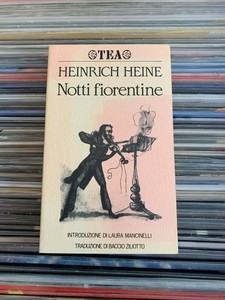 TEA
HEINRICH HEINE
Notti fiorentine
INTRODUZIONE DI LAURA MANCINELLI
TRADUZIONE DI BACCIO ZILIOTTO